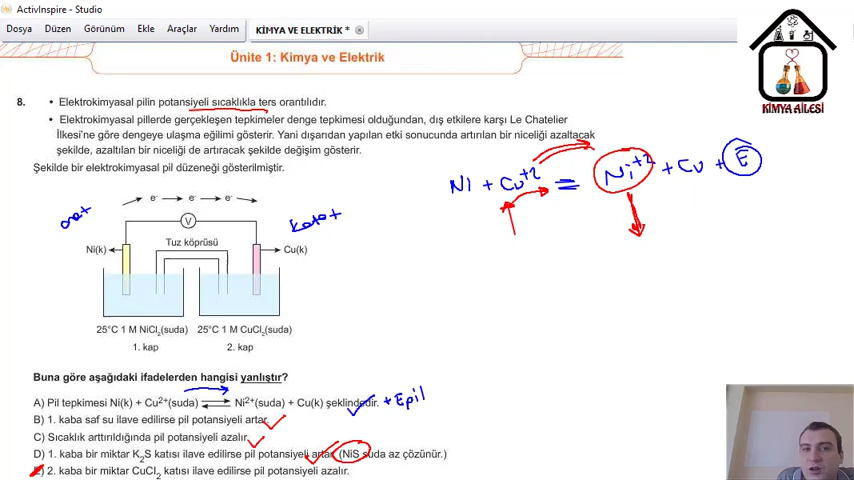 ActivInspire - Studio
Dosya Düzen Görünüm Ekle Araçlar Yardım
KİMYA VE ELEKTRİK *
Ünite 1: Kimya ve Elektrik
KİMYA AİLESİ
8. • Elektrokimyasal pilin potansiyeli sıcaklıkla ters orantılıdır.
• Elektrokimyasal pillerde gerçekleşen tepkimeler denge tepkimesi olduğundan, dış etkilere karşı Le Chatelier
İlkesi'ne göre dengeye ulaşma eğilimi gösterir. Yani dışarıdan yapılan etki sonucunda artırılan bir niceliği azaltacak
şekilde, azaltılan bir niceliği de artıracak şekilde değişim gösterir.
Şekilde bir elektrokimyasal pil düzeneği gösterilmiştir.
Ni + Cu+2 = Ni+2 + Cu + E
e- e- e-
anot
katot
V
Ni(k)
Tuz köprüsü
Cu(k)
25°C 1 M NiCl2(suda) 25°C 1 M CuCl2(suda)
1. kap 2. kap
Buna göre aşağıdaki ifadelerden hangisi yanlıştır?
A) Pil tepkimesi Ni(k) + Cu2+(suda) ⇌ Ni2+(suda) + Cu(k) şeklindedir. + Epil
B) 1. kaba saf su ilave edilirse pil potansiyeli artar.
C) Sıcaklık arttırıldığında pil potansiyeli azalır.
D) 1. kaba bir miktar K2S katısı ilave edilirse pil potansiyeli artar. (NiS suda az çözünür.)
E) 2. kaba bir miktar CuCl2 katısı ilave edilirse pil potansiyeli azalır.